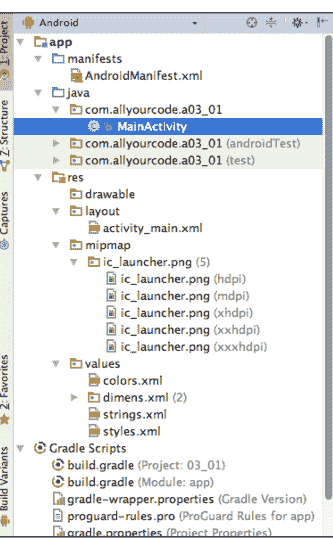 Android
1: Project
Z: Structure
Captures
2: Favorites
Build Variants
app
manifests
AndroidManifest.xml
java
com.allyourcode.a03_01
MainActivity
com.allyourcode.a03_01 (androidTest)
com.allyourcode.a03_01 (test)
res
drawable
layout
activity_main.xml
mipmap
ic_launcher.png (5)
ic_launcher.png (hdpi)
ic_launcher.png (mdpi)
ic_launcher.png (xhdpi)
ic_launcher.png (xxhdpi)
ic_launcher.png (xxxhdpi)
values
colors.xml
dimens.xml (2)
strings.xml
styles.xml
Gradle Scripts
build.gradle (Project: 03_01)
build.gradle (Module: app)
gradle-wrapper.properties (Gradle Version)
proguard-rules.pro (ProGuard Rules for app)
gradle.properties (Project Properties)